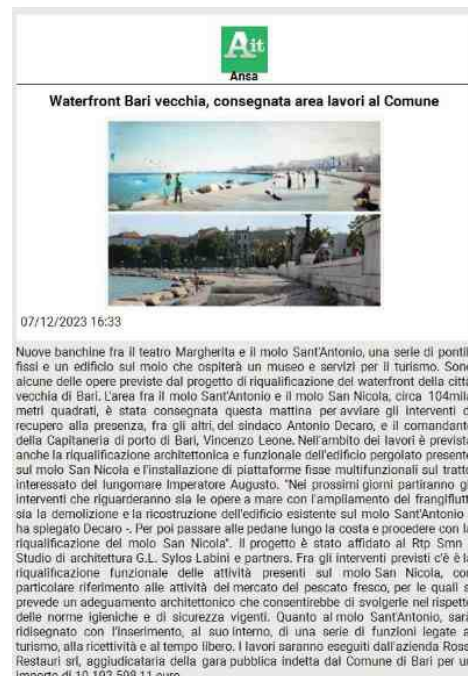 Ait
Ansa
Waterfront Bari vecchia, consegnata area lavori al Comune
07/12/2023 16:33
Nuove banchine fra il teatro Margherita e il molo Sant'Antonio, una serie di pontili
fissi e un edificio sul molo che ospiterà un museo e servizi per il turismo. Sono
alcune delle opere previste dal progetto di riqualificazione del waterfront della città
vecchia di Bari. L'area fra il molo Sant'Antonio e il molo San Nicola, circa 104mila
metri quadrati, è stata consegnata questa mattina per avviare gli interventi di
recupero alla presenza, fra gli altri, del sindaco Antonio Decaro, e il comandante
della Capitaneria di porto di Bari, Vincenzo Leone. Nell'ambito dei lavori è prevista
anche la riqualificazione architettonica e funzionale dell'edificio pergolato presente
sul molo San Nicola e l'installazione di piattaforme fisse multifunzionali sul tratto
interessato del lungomare Imperatore Augusto. "Nei prossimi giorni partiranno gli
interventi che riguarderanno sia le opere a mare con l'ampliamento dei frangiflutti
sia la demolizione e la ricostruzione dell'edificio esistente sul molo Sant'Antonio -
ha spiegato Decaro -. Per poi passare alle pedane lungo la costa e procedere con la
riqualificazione del molo San Nicola". Il progetto è stato affidato al Rtp Smn -
Studio di architettura G.L. Sylos Labini e partners. Fra gli interventi previsti c'è è la
riqualificazione funzionale delle attività presenti sul molo San Nicola, con
particolare riferimento alle attività del mercato del pescato fresco, per le quali si
prevede un adeguamento architettonico che consentirebbe di svolgerle nel rispetto
delle norme igieniche e di sicurezza vigenti. Quanto al molo Sant'Antonio, sarà
ridisegnato con l'inserimento, al suo interno, di una serie di funzioni legate al
turismo, alla ricettività e al tempo libero. I lavori saranno eseguiti dall'azienda Rossi
Restauri srl, aggiudicataria della gara pubblica indetta dal Comune di Bari per un
importo di 10.193.598,11 euro.